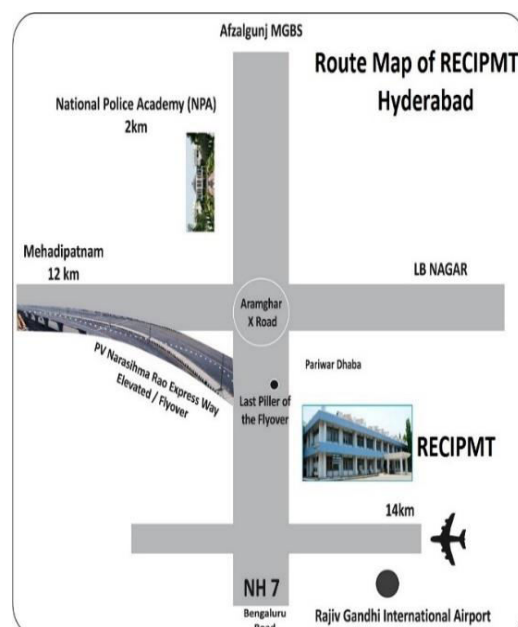 Afzalgunj MGBS
Route Map of RECIPMT
Hyderabad
National Police Academy (NPA)
2km
Mehadipatnam
12 km
LB NAGAR
Aramghar
X Road
PV Narasihma Rao Express Way
Elevated / Flyover
Pariwar Dhaba
Last Piller of
the Flyover
RECIPMT
14km
NH 7
Bengaluru
Road
Rajiv Gandhi International Airport